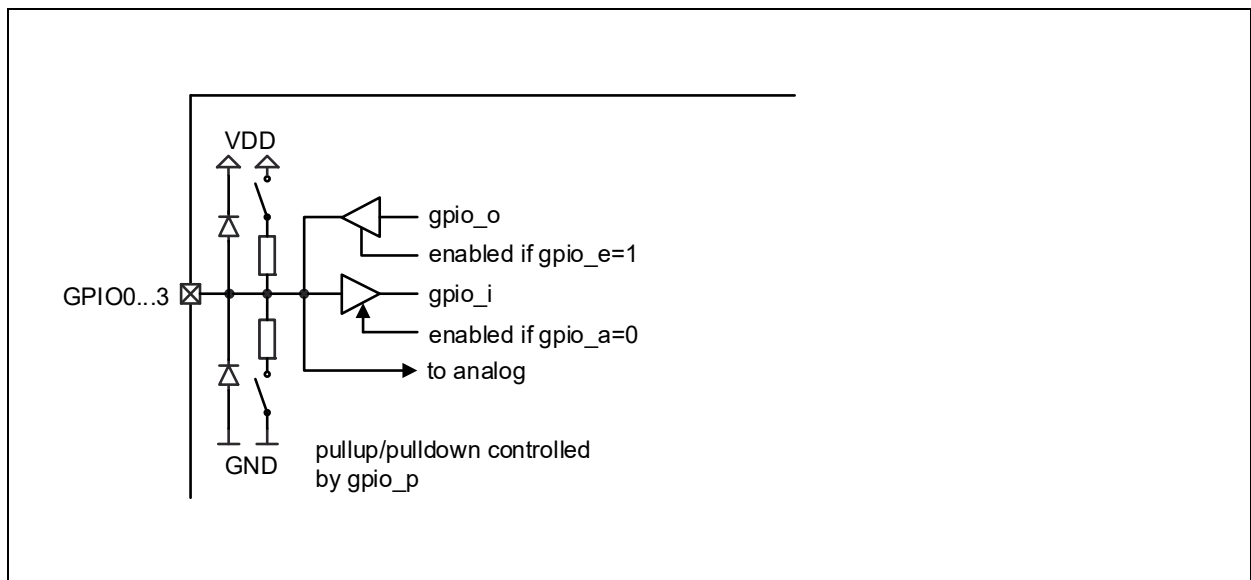 VDD
gpio_o
enabled if gpio_e=1
GPIO0...3
gpio_i
enabled if gpio_a=0
to analog
GND
pullup/pulldown controlled
by gpio_p